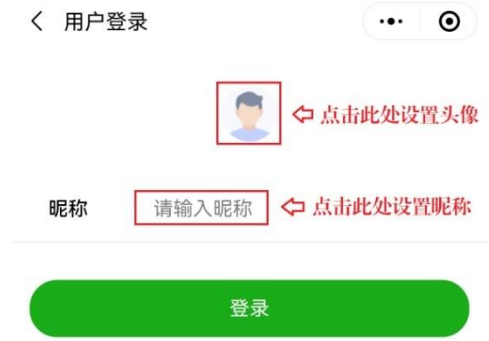 用户登录
点击此处设置头像
昵称 请输入昵称 点击此处设置昵称
登录